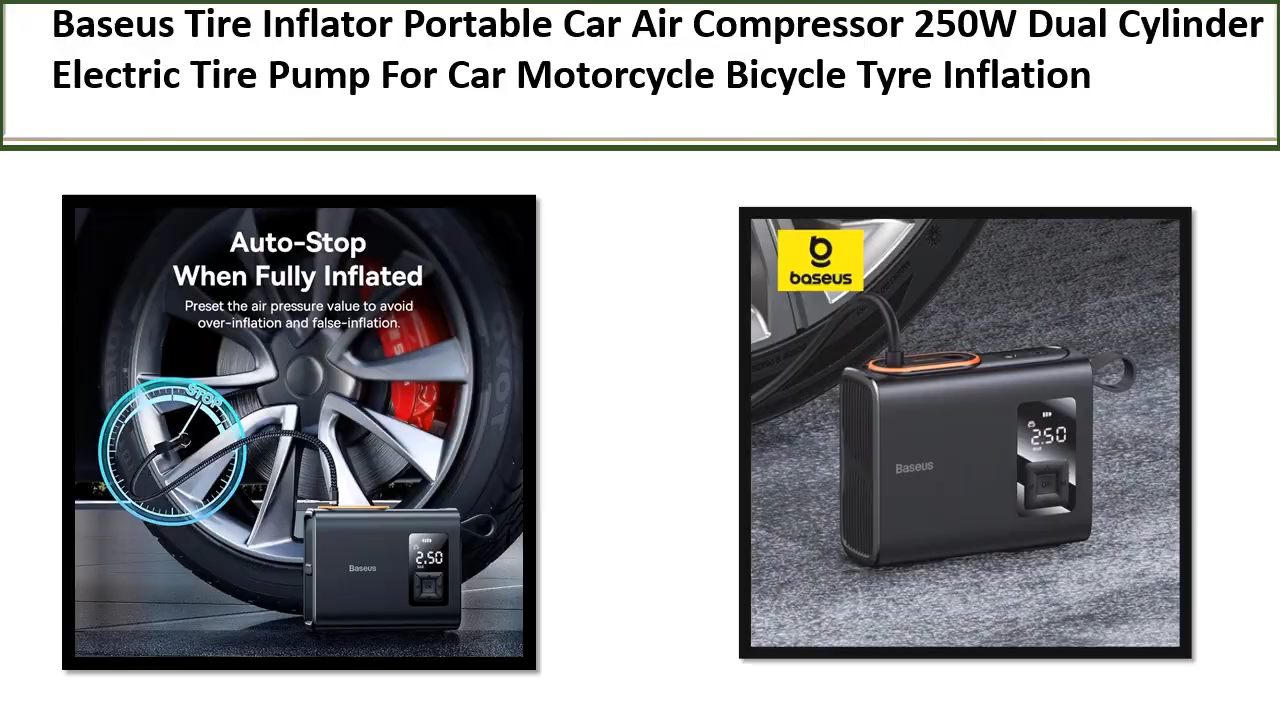 Baseus Tire Inflator Portable Car Air Compressor 250W Dual Cylinder
Electric Tire Pump For Car Motorcycle Bicycle Tyre Inflation
Auto-Stop
When Fully Inflated
Preset the air pressure value to avoid
over-inflation and false-inflation.
STOP
2.50
Baseus
baseus
2.50
Baseus